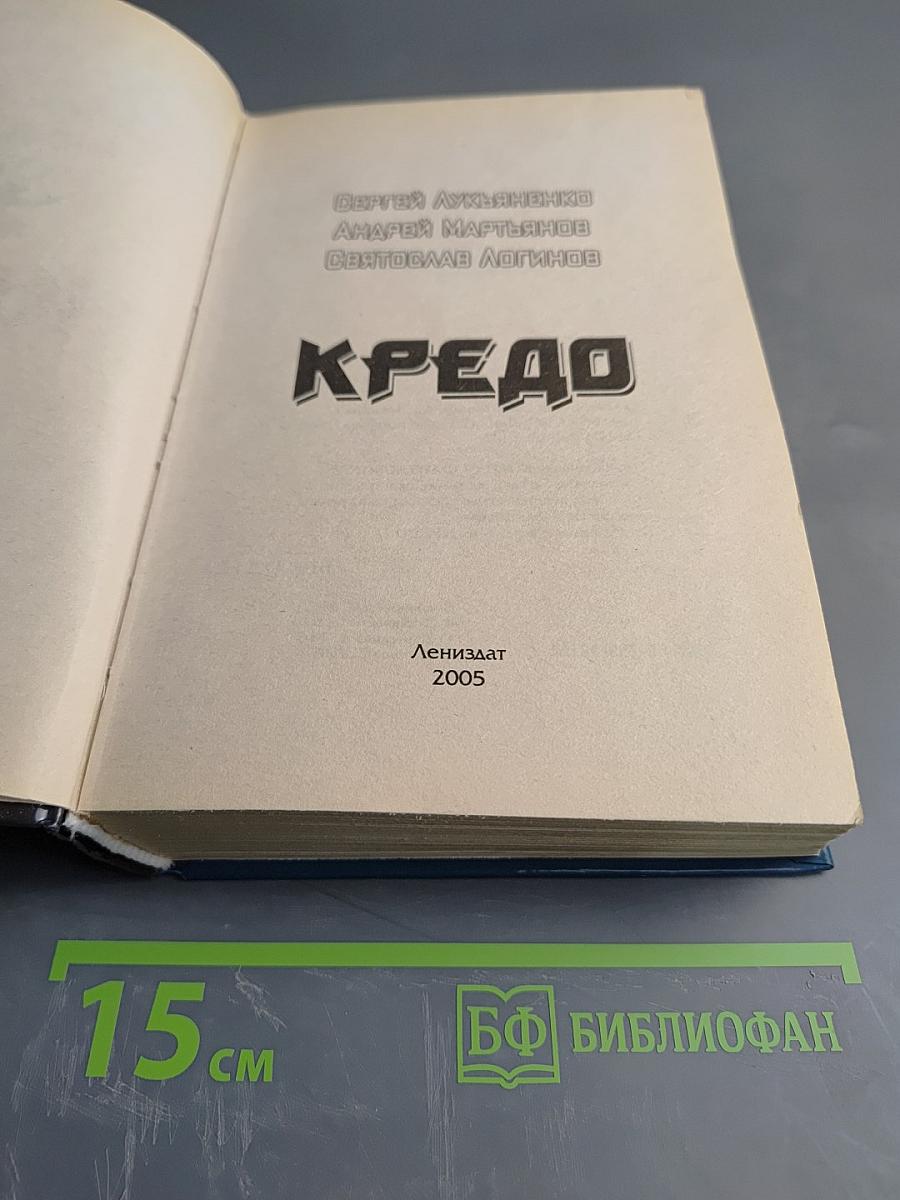 Сергей Лукьяненко
Андрей Мартьянов
Святослав Логинов
КРЕДО
Лениздат
2005
15 см
БФ БИБЛИОФАН